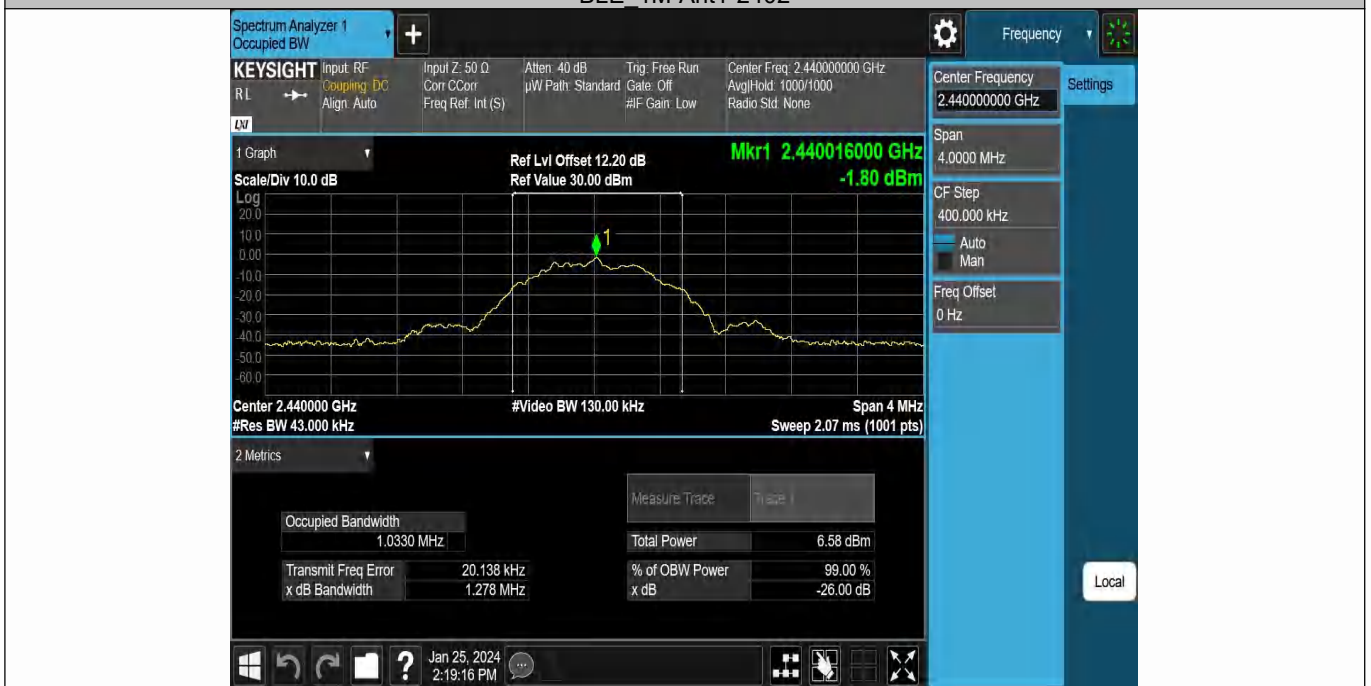 BLE_1M-Ant1-2402
Spectrum Analyzer 1
Occupied BW
+
Frequency
KEYSIGHT
RL
LXI
Input: RF
Coupling: DC
Align: Auto
Input Z: 50 Ω
Corr CCorr
Freq Ref: Int (S)
Atten: 40 dB
µW Path: Standard
Trig: Free Run
Gate: Off
#IF Gain: Low
Center Freq: 2.440000000 GHz
Avg|Hold: 1000/1000
Radio Std: None
Center Frequency
2.440000000 GHz
Settings
Span
4.0000 MHz
CF Step
400.000 kHz
Auto
Man
Freq Offset
0 Hz
Local
1 Graph
Scale/Div 10.0 dB
Ref Lvl Offset 12.20 dB
Ref Value 30.00 dBm
Mkr1 2.440016000 GHz
-1.80 dBm
Log
20.0
10.0
0.00
-10.0
-20.0
-30.0
-40.0
-50.0
-60.0
1
Center 2.440000 GHz
#Res BW 43.000 kHz
#Video BW 130.00 kHz
Span 4 MHz
Sweep 2.07 ms (1001 pts)
2 Metrics
Measure Trace Trace 1
Occupied Bandwidth
1.0330 MHz
Total Power 6.58 dBm
Transmit Freq Error 20.138 kHz
% of OBW Power 99.00 %
x dB Bandwidth 1.278 MHz
x dB -26.00 dB
?
Jan 25, 2024
2:19:16 PM